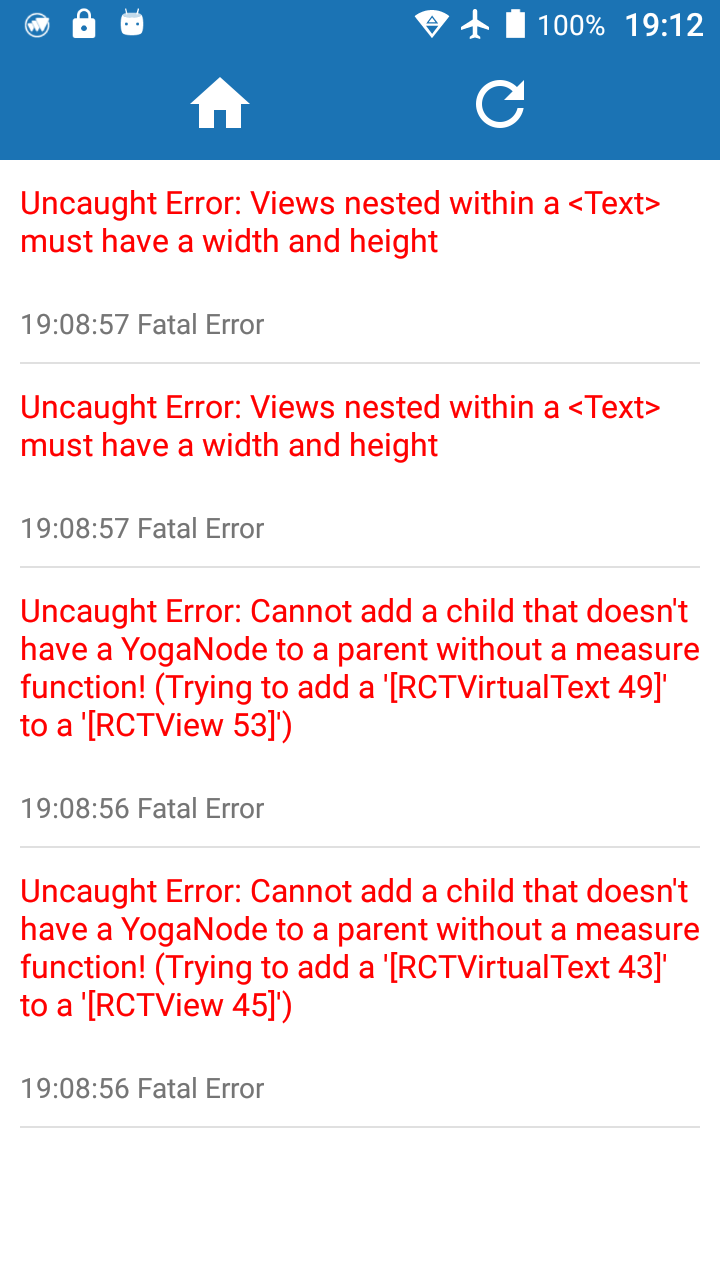 100% 19:12
Uncaught Error: Views nested within a <Text>
must have a width and height
19:08:57 Fatal Error
Uncaught Error: Views nested within a <Text>
must have a width and height
19:08:57 Fatal Error
Uncaught Error: Cannot add a child that doesn't
have a YogaNode to a parent without a measure
function! (Trying to add a '[RCTVirtualText 49]'
to a '[RCTView 53]')
19:08:56 Fatal Error
Uncaught Error: Cannot add a child that doesn't
have a YogaNode to a parent without a measure
function! (Trying to add a '[RCTVirtualText 43]'
to a '[RCTView 45]')
19:08:56 Fatal Error